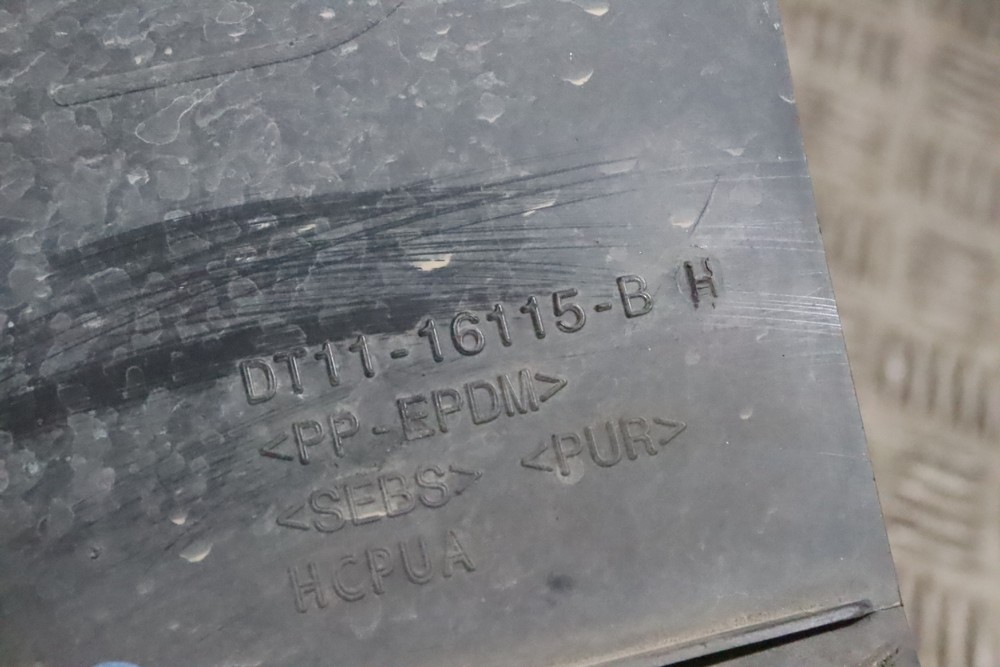 DT11-16115-B H
<PP-EPDM>
<SEBS> <PUR>
HCPUA